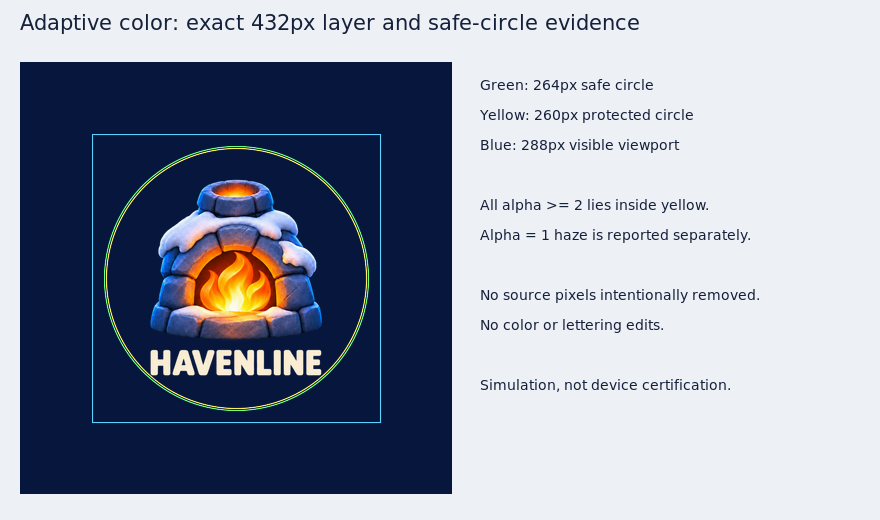 Adaptive color: exact 432px layer and safe-circle evidence
Green: 264px safe circle
Yellow: 260px protected circle
Blue: 288px visible viewport
All alpha >= 2 lies inside yellow.
Alpha = 1 haze is reported separately.
No source pixels intentionally removed.
No color or lettering edits.
Simulation, not device certification.
HAVENLINE